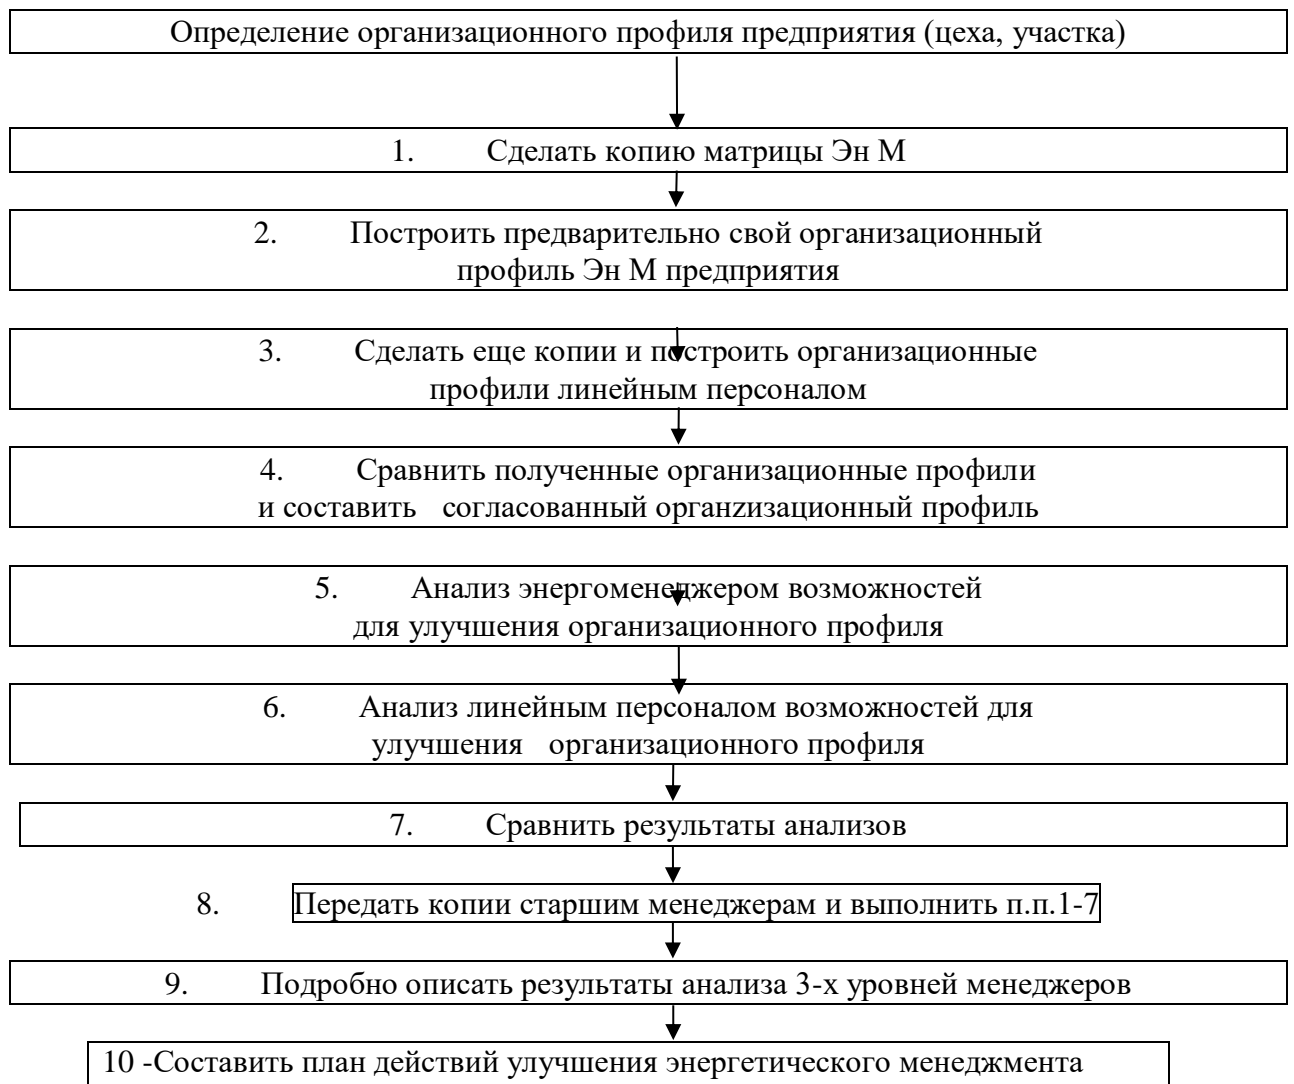 Определение организационного профиля предприятия (цеха, участка)
1. Сделать копию матрицы Эн М
2. Построить предварительно свой организационный
профиль Эн М предприятия
3. Сделать еще копии и построить организационные
профили линейным персоналом
4. Сравнить полученные организационные профили
и составить согласованный органzизационный профиль
5. Анализ энергоменеджером возможностей
для улучшения организационного профиля
6. Анализ линейным персоналом возможностей для
улучшения организационного профиля
7. Сравнить результаты анализов
8. Передать копии старшим менеджерам и выполнить п.п.1-7
9. Подробно описать результаты анализа 3-х уровней менеджеров
10 -Составить план действий улучшения энергетического менеджмента